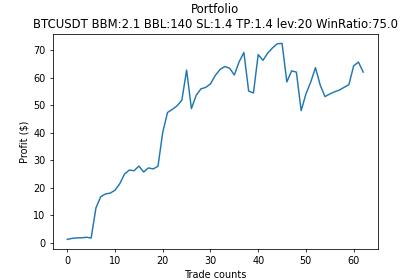 Portfolio
BTCUSDT BBM:2.1 BBL:140 SL:1.4 TP:1.4 lev:20 WinRatio:75.0
70
60
50
40
30
20
10
0
Profit ($)
0 10 20 30 40 50 60
Trade counts